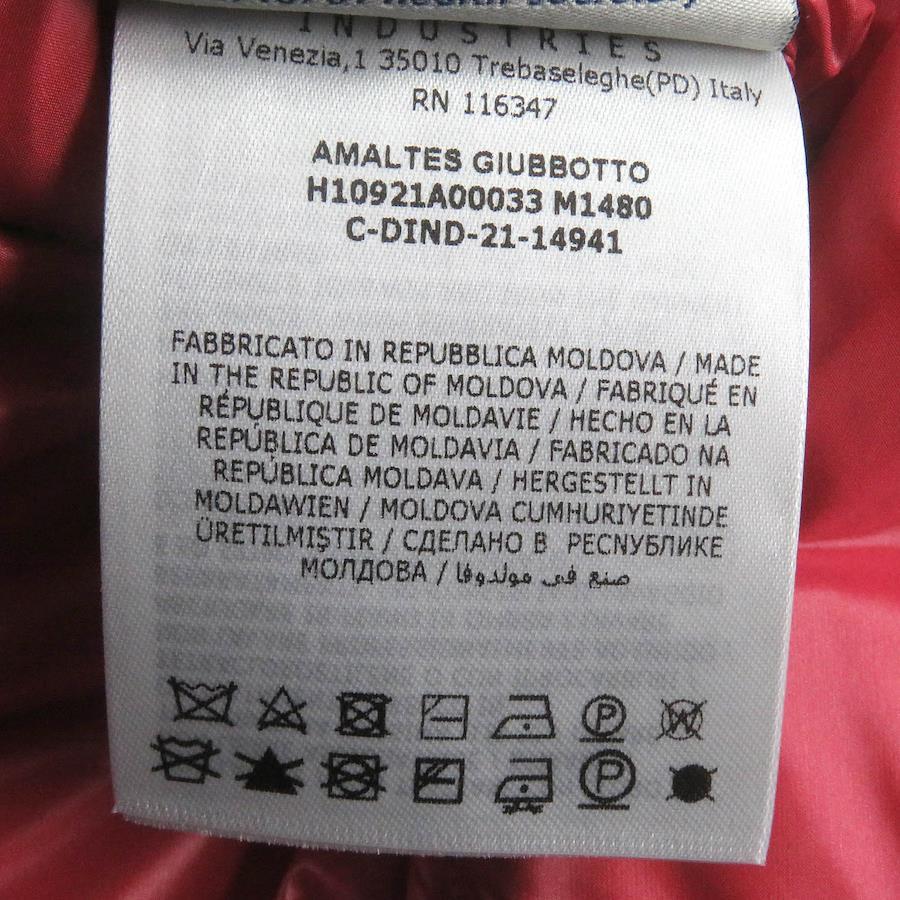 INDUSTRIES
Via Venezia,1 35010 Trebaseleghe(PD) Italy
RN 116347
AMALTES GIUBBOTTO
H10921A00033 M1480
C-DIND-21-14941
FABBRICATO IN REPUBBLICA MOLDOVA / MADE
IN THE REPUBLIC OF MOLDOVA / FABRIQUÉ EN
RÉPUBLIQUE DE MOLDAVIE / HECHO EN LA
REPÚBLICA DE MOLDAVIA / FABRICADO NA
REPÚBLICA MOLDAVA / HERGESTELLT IN
MOLDAWIEN / MOLDOVA CUMHURIYETINDE
ÜRETILMIŞTIR / СДЕЛАНО В РЕСПУБЛИКЕ
МОЛДОВА / صنع في مولدوفا
P W
P